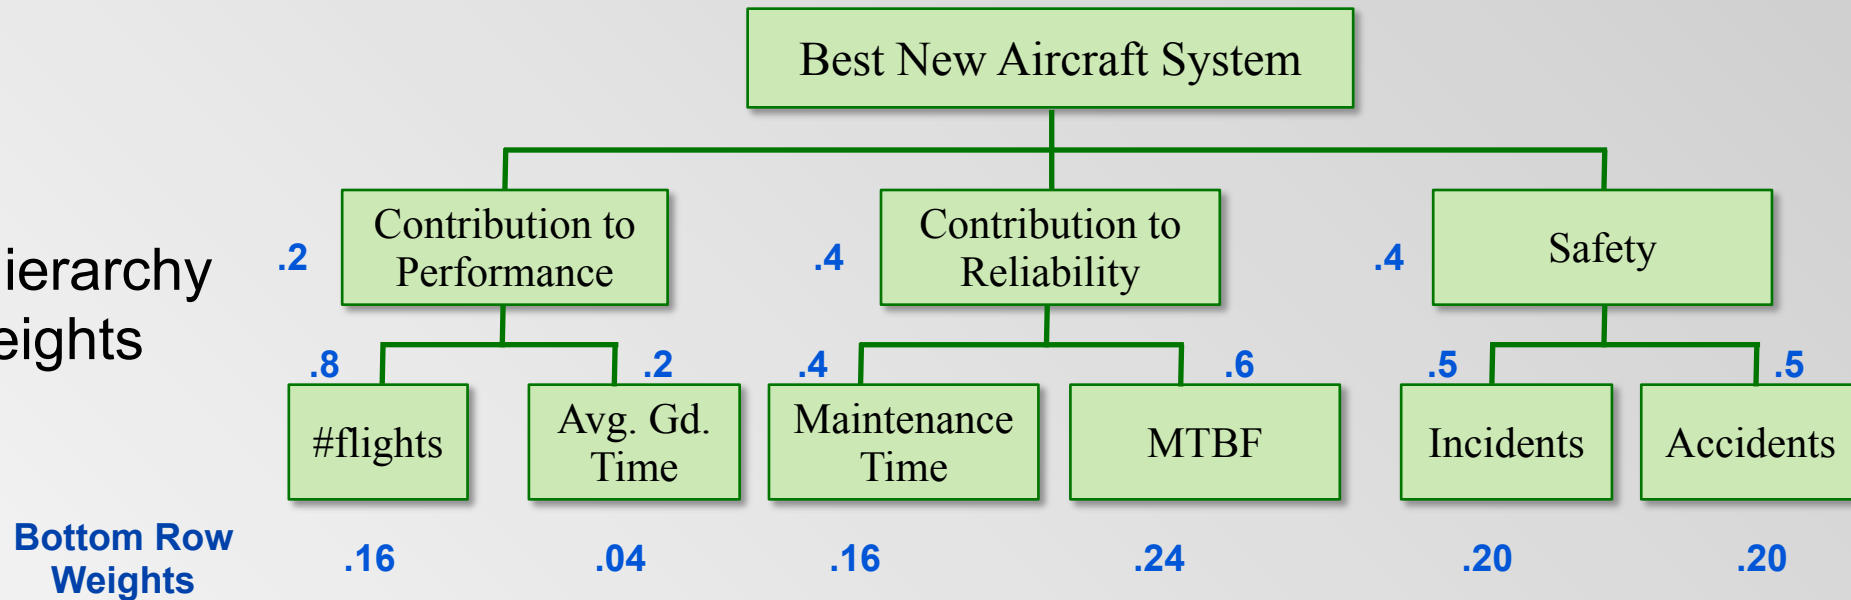 Best New Aircraft System
ierarchy
eights
.2
Contribution to
Performance
.4
Contribution to
Reliability
.4
Safety
.8
.2
.4
.6
.5
.5
#flights
Avg. Gd.
Time
Maintenance
Time
MTBF
Incidents
Accidents
Bottom Row
Weights
.16
.04
.16
.24
.20
.20